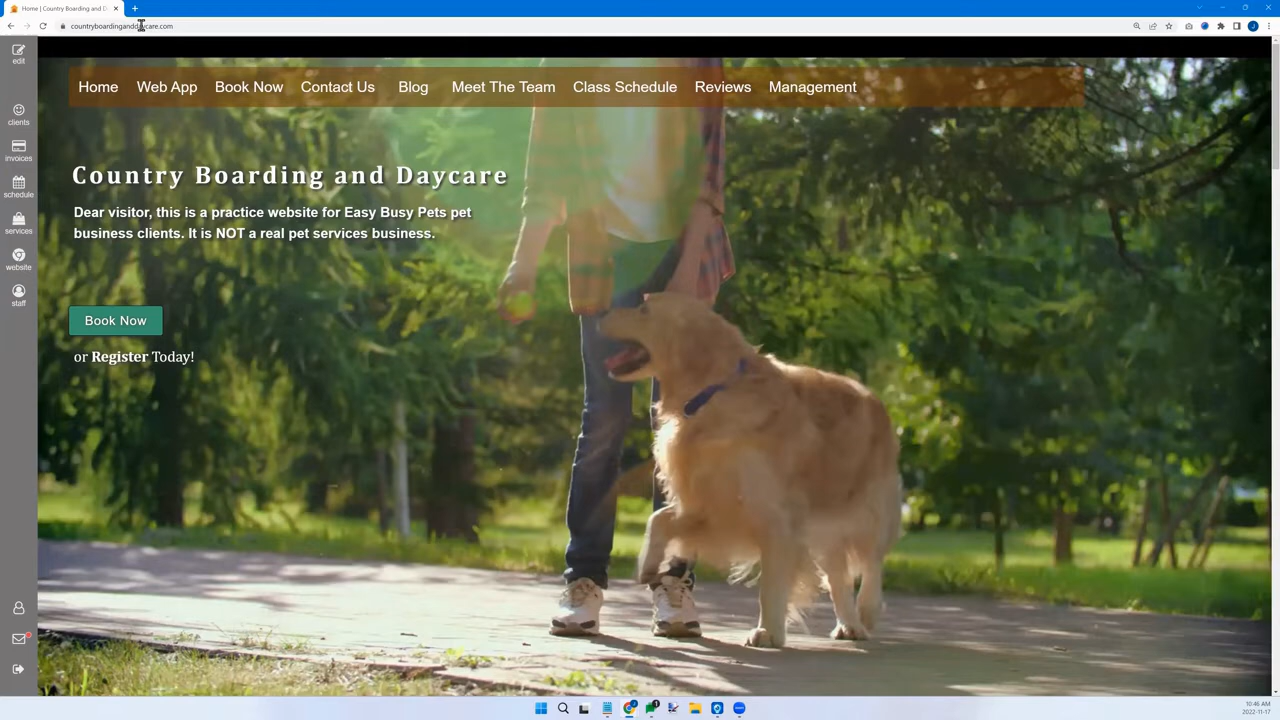 Home | Country Boarding and D
countryboardinganddaycare.com
edit
clients
invoices
schedule
services
website
staff
Home Web App Book Now Contact Us Blog Meet The Team Class Schedule Reviews Management
Country Boarding and Daycare
Dear visitor, this is a practice website for Easy Busy Pets pet
business clients. It is NOT a real pet services business.
Book Now
or Register Today!
10:46 AM
2022-11-17